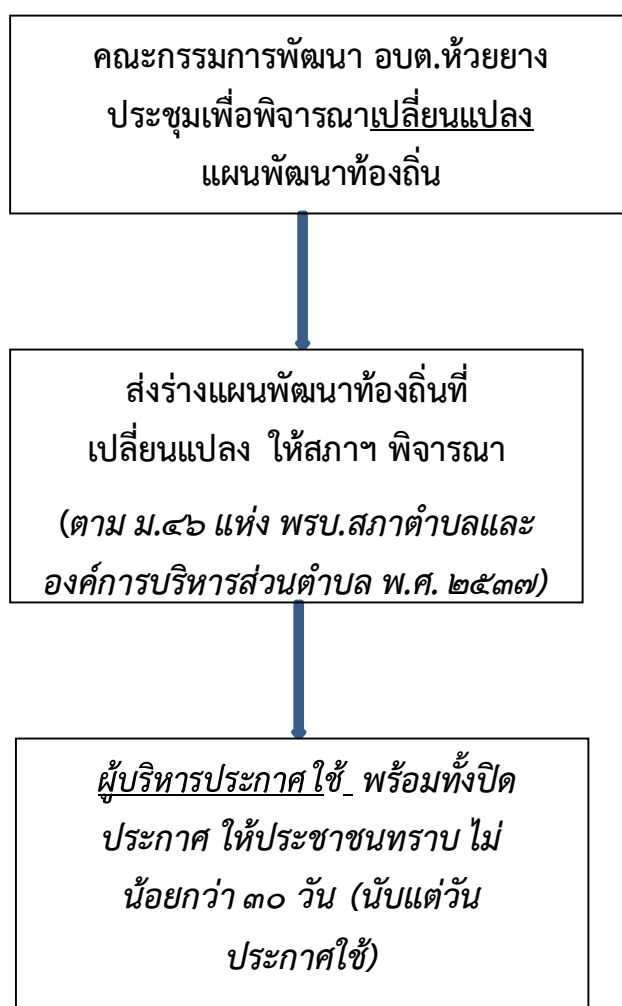 คณะกรรมการพัฒนา อบต.ห้วยยาง
ประชุมเพื่อพิจารณาเปลี่ยนแปลง
แผนพัฒนาท้องถิ่น
ส่งร่างแผนพัฒนาท้องถิ่นที่
เปลี่ยนแปลง ให้สภาฯ พิจารณา
(ตาม ม.๔๖ แห่ง พรบ.สภาตำบลและ
องค์การบริหารส่วนตำบล พ.ศ. ๒๕๓๗)
ผู้บริหารประกาศใช้ พร้อมทั้งปิด
ประกาศ ให้ประชาชนทราบ ไม่
น้อยกว่า ๓๐ วัน (นับแต่วัน
ประกาศใช้)